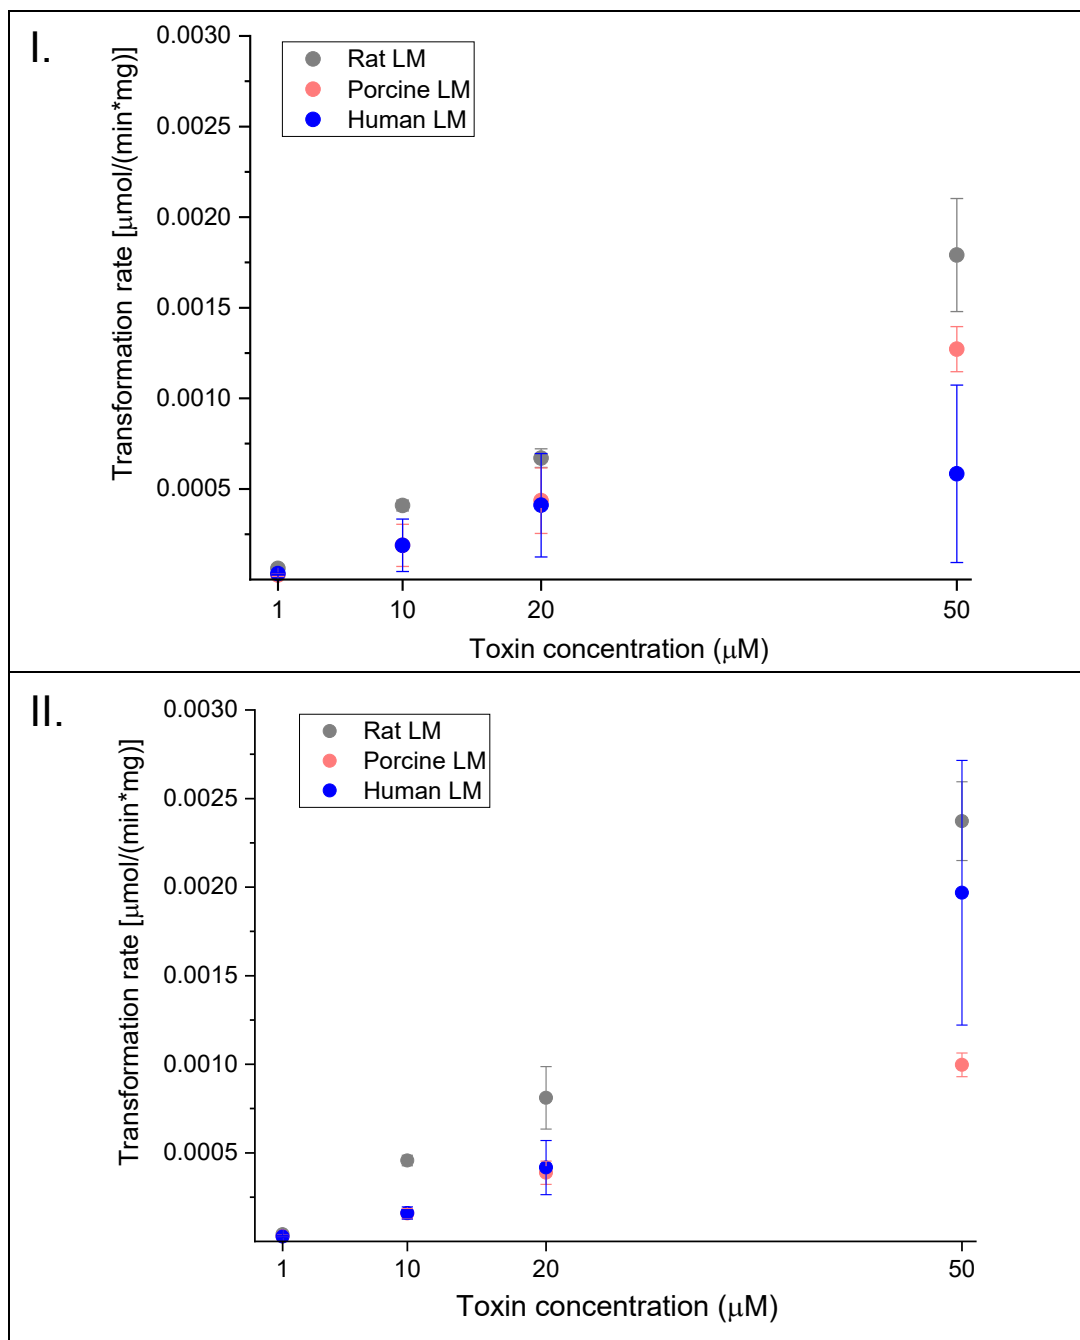 I.
Rat LM
Porcine LM
Human LM
Transformation rate [μmol/(min*mg)]
0.0030
0.0025
0.0020
0.0015
0.0010
0.0005
1
10
20
50
Toxin concentration (μM)
II.
Rat LM
Porcine LM
Human LM
Transformation rate [μmol/(min*mg)]
0.0030
0.0025
0.0020
0.0015
0.0010
0.0005
1
10
20
50
Toxin concentration (μM)